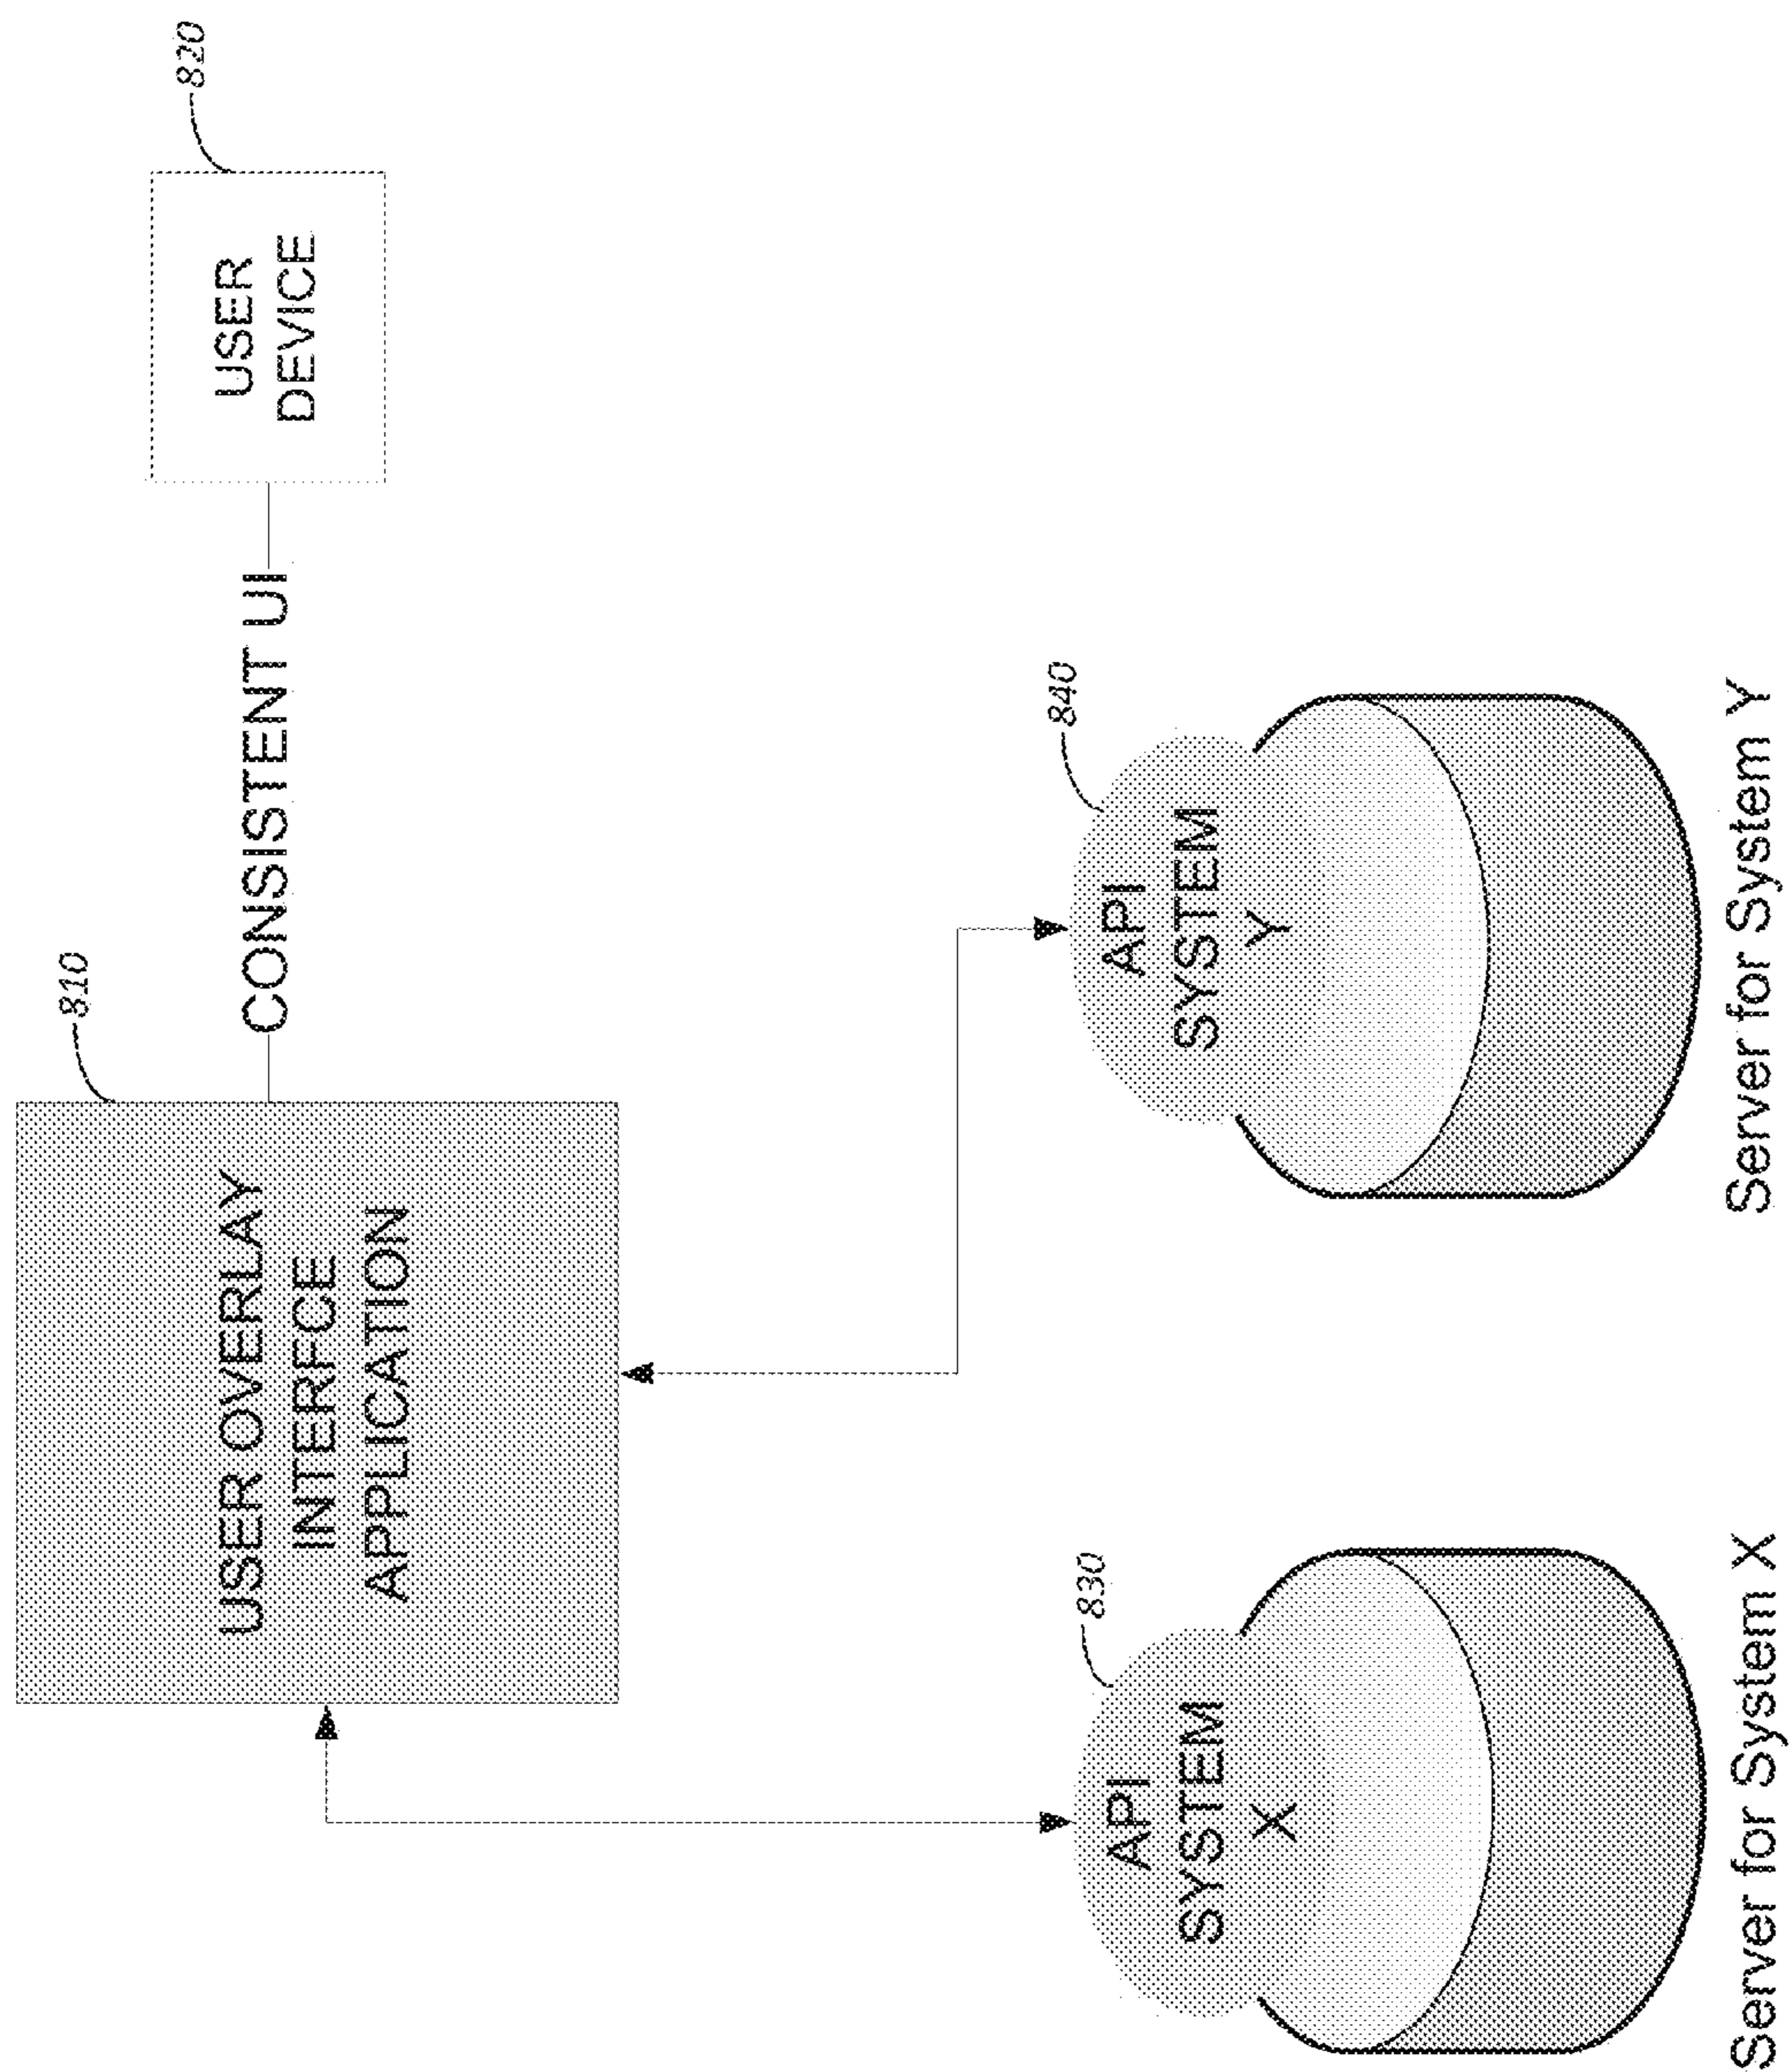 810
USER OVERLAY
INTERFCE
APPLICATION
CONSISTENT UI
820
USER
DEVICE
830
API
SYSTEM
X
Server for System X
840
API
SYSTEM
Y
Server for System Y